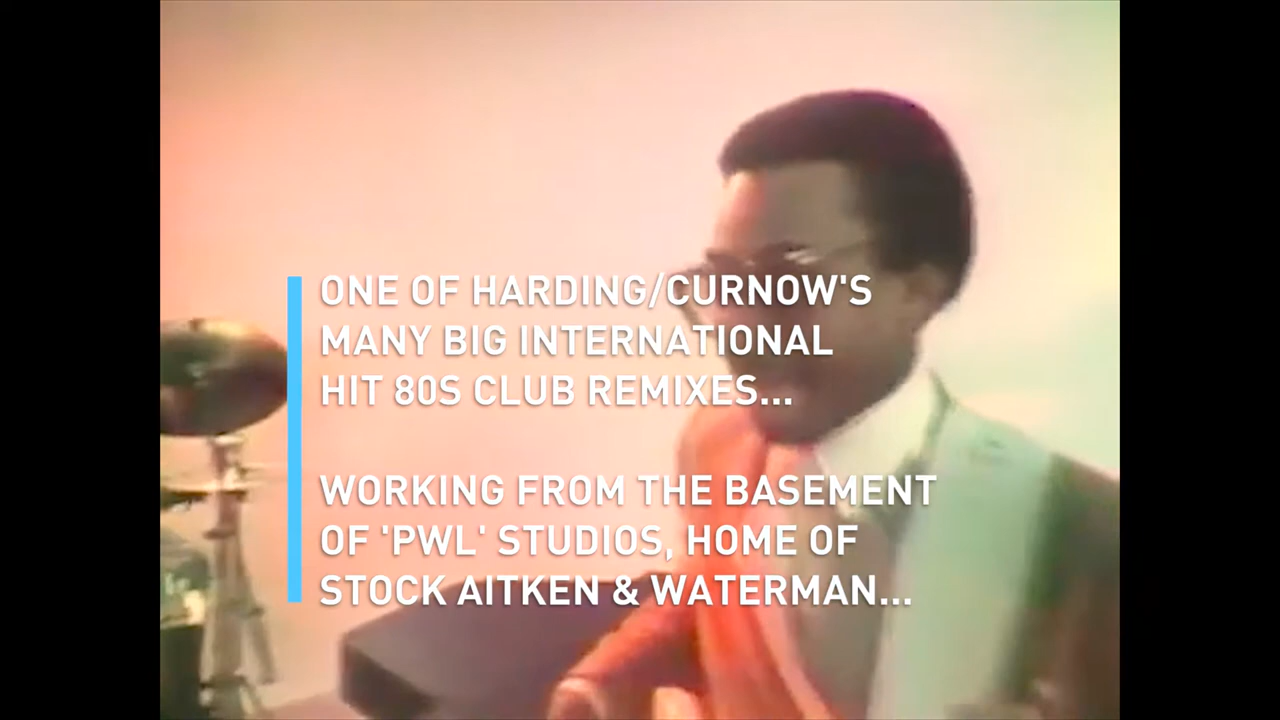 ONE OF HARDING/CURNOW'S
MANY BIG INTERNATIONAL
HIT 80S CLUB REMIXES...
WORKING FROM THE BASEMENT
OF 'PWL' STUDIOS, HOME OF
STOCK AITKEN & WATERMAN...